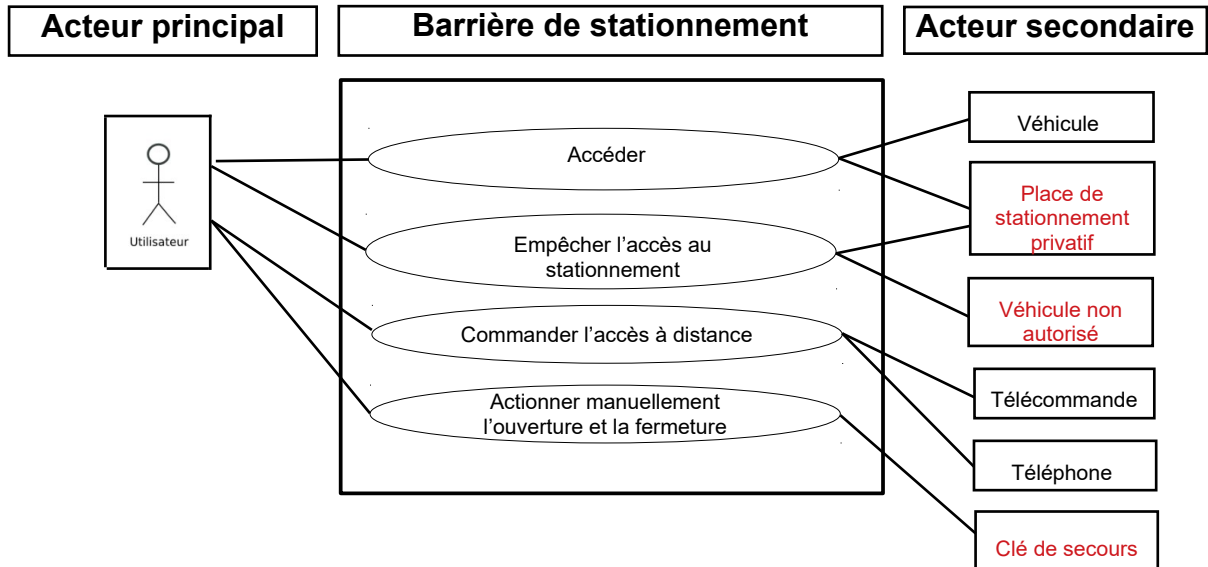 Acteur principal
Barrière de stationnement
Acteur secondaire
Utilisateur
Accéder
Empêcher l’accès au
stationnement
Commander l’accès à distance
Actionner manuellement
l’ouverture et la fermeture
Véhicule
Place de
stationnement
privatif
Véhicule non
autorisé
Télécommande
Téléphone
Clé de secours